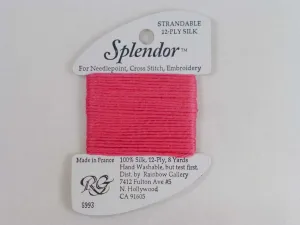 STRANDABLE
12-PLY SILK
Splendor™
For Needlepoint, Cross Stitch, Embroidery
Made in France
RG
S993
100% Silk, 12-Ply, 8 Yards
Hand Washable, but test first.
Dist. by Rainbow Gallery
7412 Fulton Ave #5
N. Hollywood
CA 91605